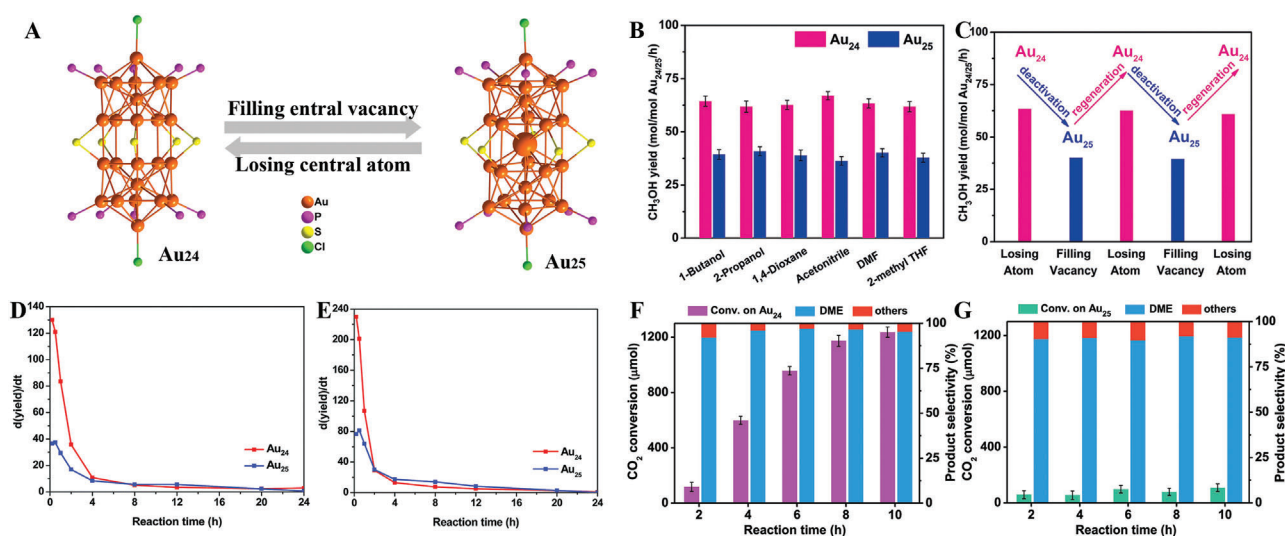 A
Filling entral vacancy
Losing central atom
Au
P
S
Cl
Au24
Au25
B
Au24
Au25
CH3OH yield (mol/mol Au24/25/h)
100
75
50
25
0
1-Butanol
2-Propanol
1,4-Dioxane
Acetonitrile
DMF
2-methyl THF
C
CH3OH yield (mol/mol Au24/25/h)
100
75
50
25
0
Au24
Au24
Au24
deactivation
regeneration
deactivation
regeneration
Au25
Au25
Losing Atom
Filling Vacancy
Losing Atom
Filling Vacancy
Losing Atom
D
d(yield)/dt
140
130
120
110
100
90
80
70
60
50
40
30
20
10
0
Au24
Au25
0 4 8 12 16 20 24
Reaction time (h)
E
d(yield)/dt
240
200
160
120
80
40
0
Au24
Au25
0 4 8 12 16 20 24
Reaction time (h)
F
Conv. on Au24 DME others
CO2 conversion (μmol)
1200
800
400
0
Product selectivity (%)
100
75
50
25
0
2 4 6 8 10
Reaction time (h)
G
Conv. on Au25 DME others
CO2 conversion (μmol)
1200
800
400
0
Product selectivity (%)
100
75
50
25
0
2 4 6 8 10
Reaction time (h)